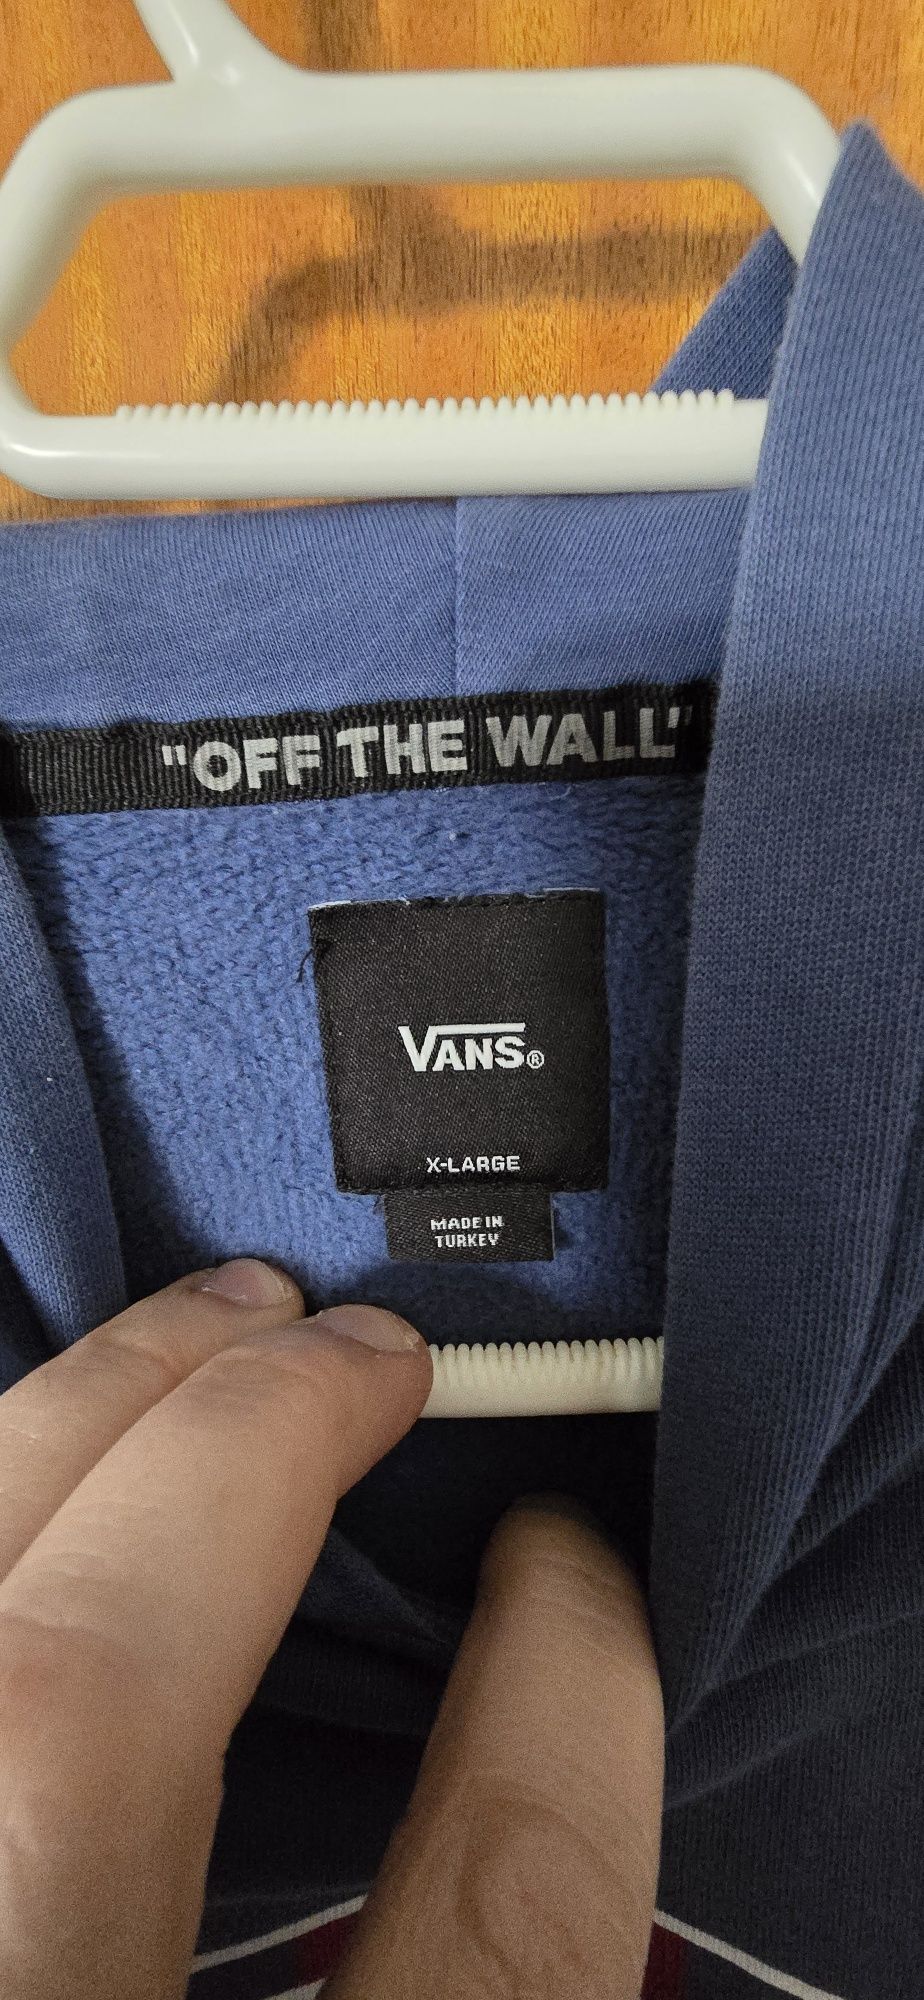 "OFF THE WALL"
VANS®
X-LARGE
MADE IN
TURKEY